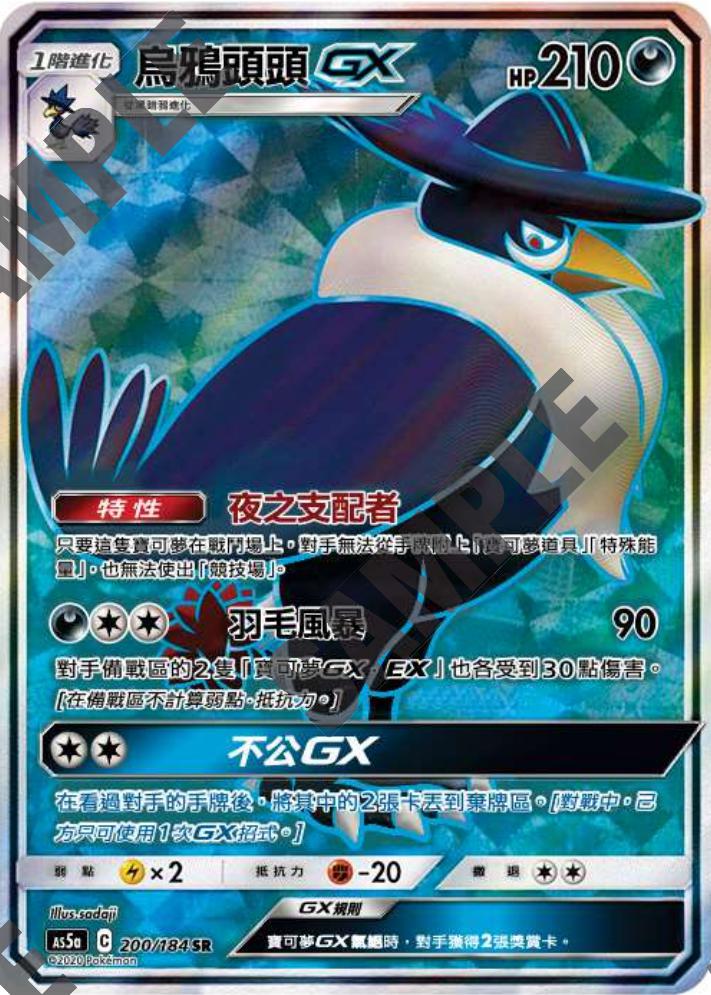 1階進化
烏鴉頭頭GX
HP210
從黑暗鴉進化
特性 夜之支配者
只要這隻寶可夢在戰鬥場上，對手無法從手牌附上「寶可夢道具」「特殊能
量」，也無法使出「競技場」。
羽毛風暴 90
對手備戰區的2隻「寶可夢GX・EX」也各受到30點傷害。
[在備戰區不計算弱點・抵抗力。]
不公GX
在看過對手的手牌後，將其中的2張卡丟到棄牌區。[對戰中，己
方只可使用1次GX招式。]
弱點 ×2 抵抗力 -20 撤退
Illus.sadaji
GX規則
AS5a C 200/184 SR
寶可夢GX氣絕時，對手獲得2張獎賞卡。
©2020 Pokémon
SAMPLE
SAMPLE